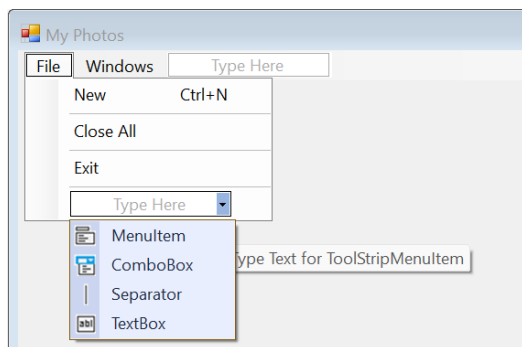 My Photos
File Windows Type Here
New Ctrl+N
Close All
Exit
Type Here
MenuItem
ComboBox
Type Text for ToolStripMenuItem
Separator
abl TextBox